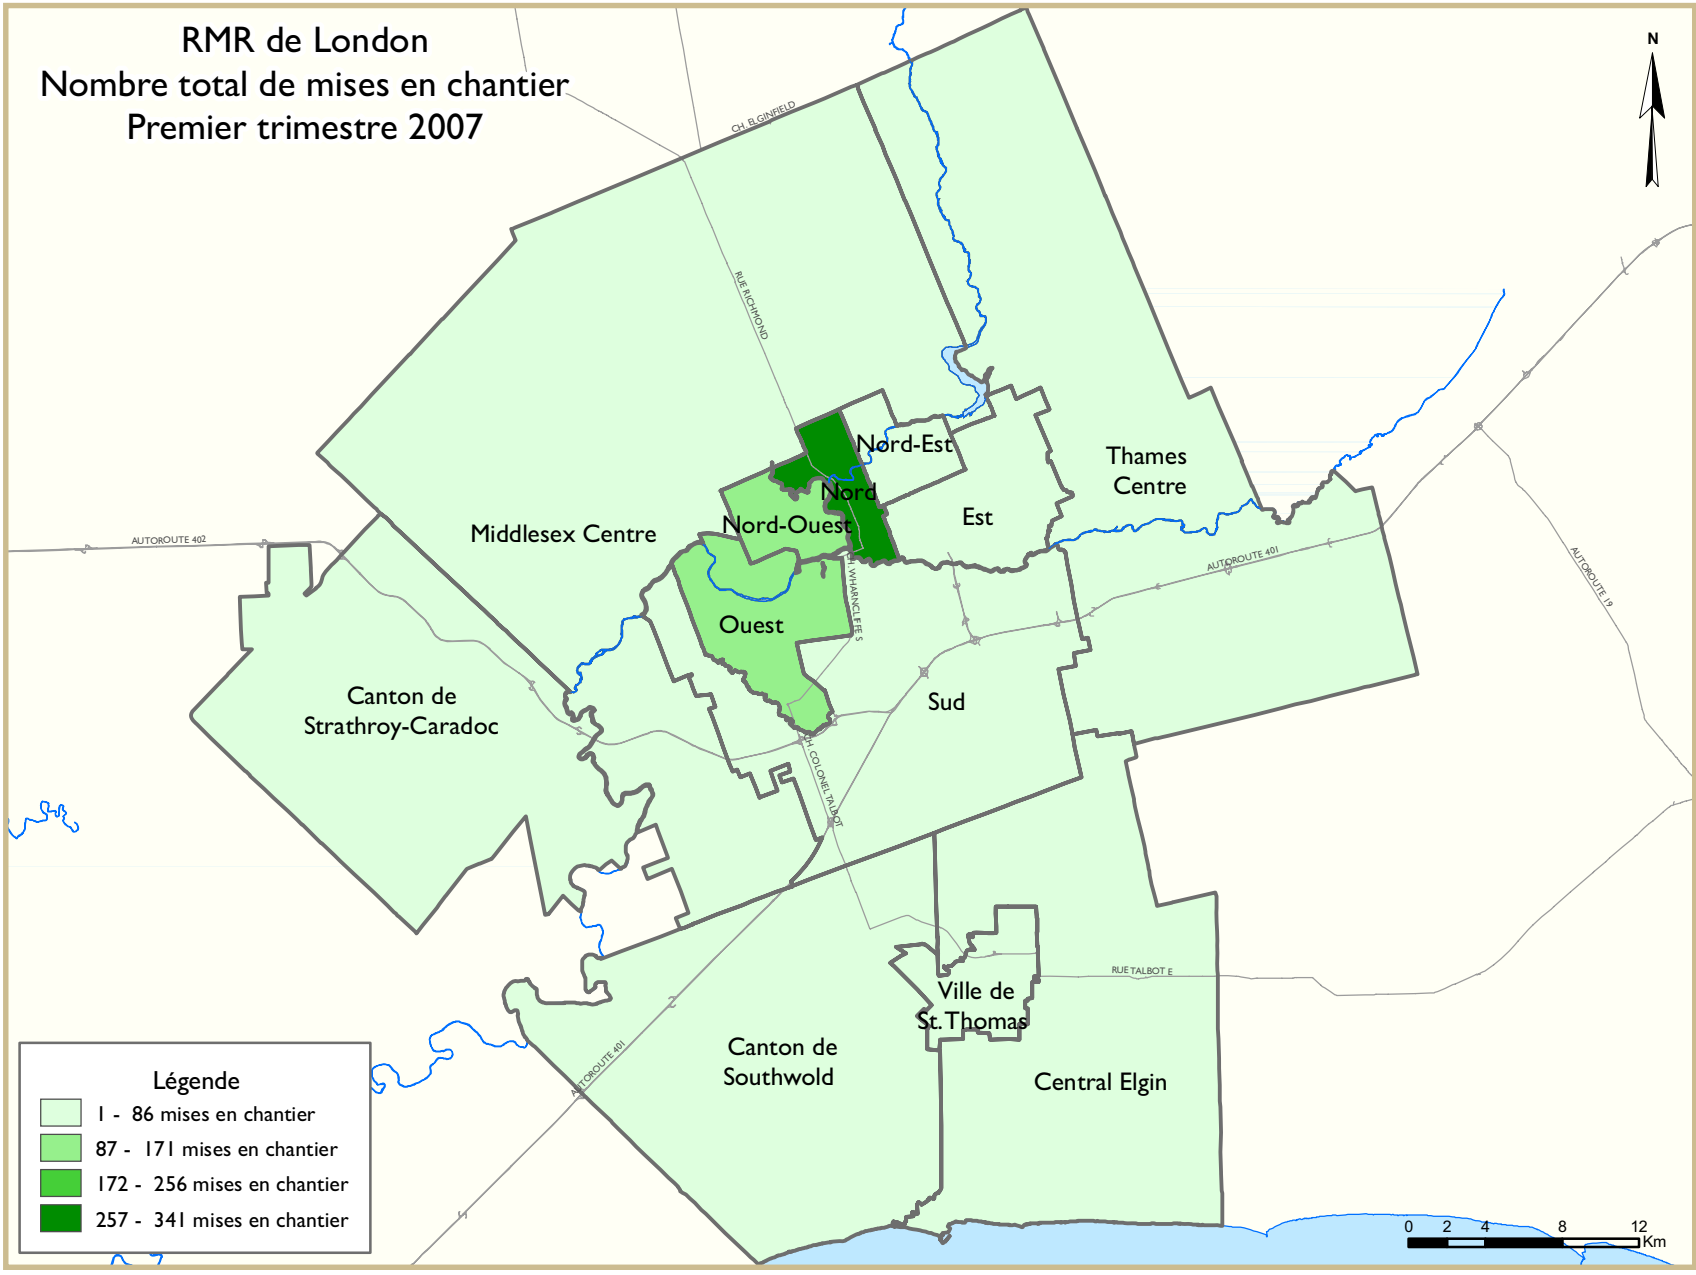 RMR de London
Nombre total de mises en chantier
Premier trimestre 2007
N
CH. ELGINFIELD
RUE RICHMOND
Nord-Est
Thames
Centre
Nord
Est
Nord-Ouest
Middlesex Centre
AUTOROUTE 402
AUTOROUTE 401
AUTOROUTE 19
CH. WHARNCLIFFE S
Ouest
Canton de
Strathroy-Caradoc
Sud
CH. COLONEL TALBOT
RUE TALBOT E
Ville de
St. Thomas
Canton de
Southwold
AUTOROUTE 401
Central Elgin
Légende
1 - 86 mises en chantier
87 - 171 mises en chantier
172 - 256 mises en chantier
257 - 341 mises en chantier
0 2 4 8 12
Km